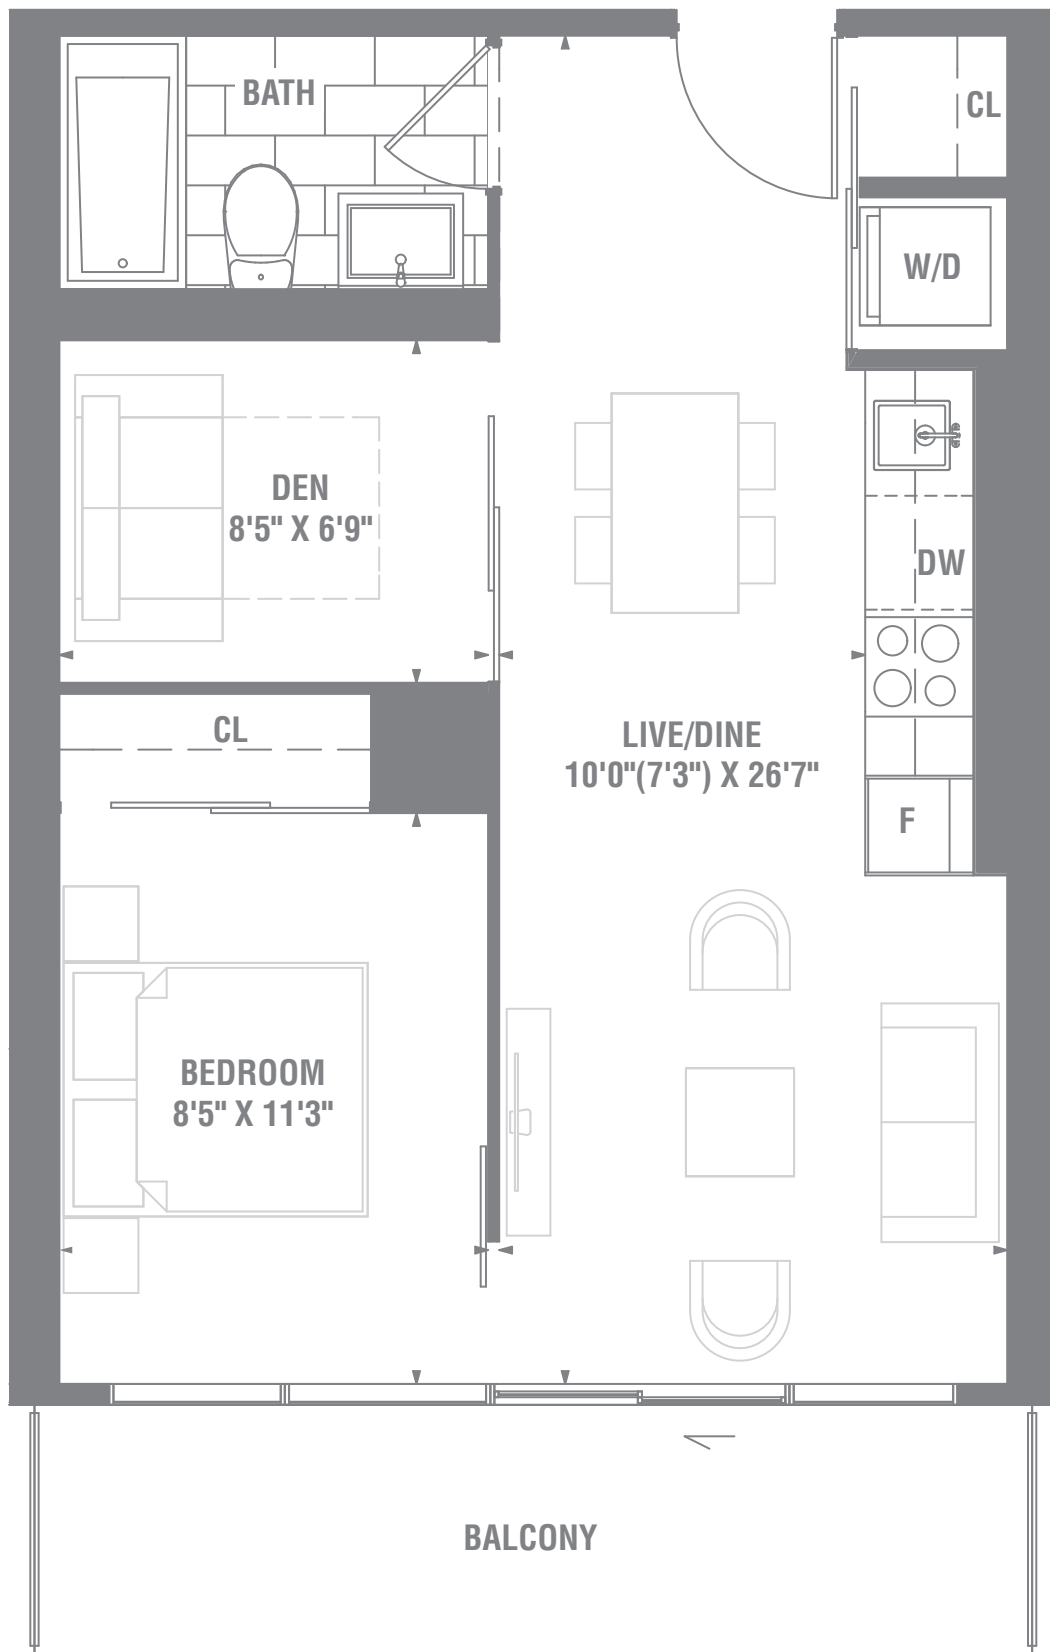 BATH
CL
W/D
DEN
8'5" X 6'9"
DW
CL
LIVE/DINE
10'0"(7'3") X 26'7"
F
BEDROOM
8'5" X 11'3"
BALCONY